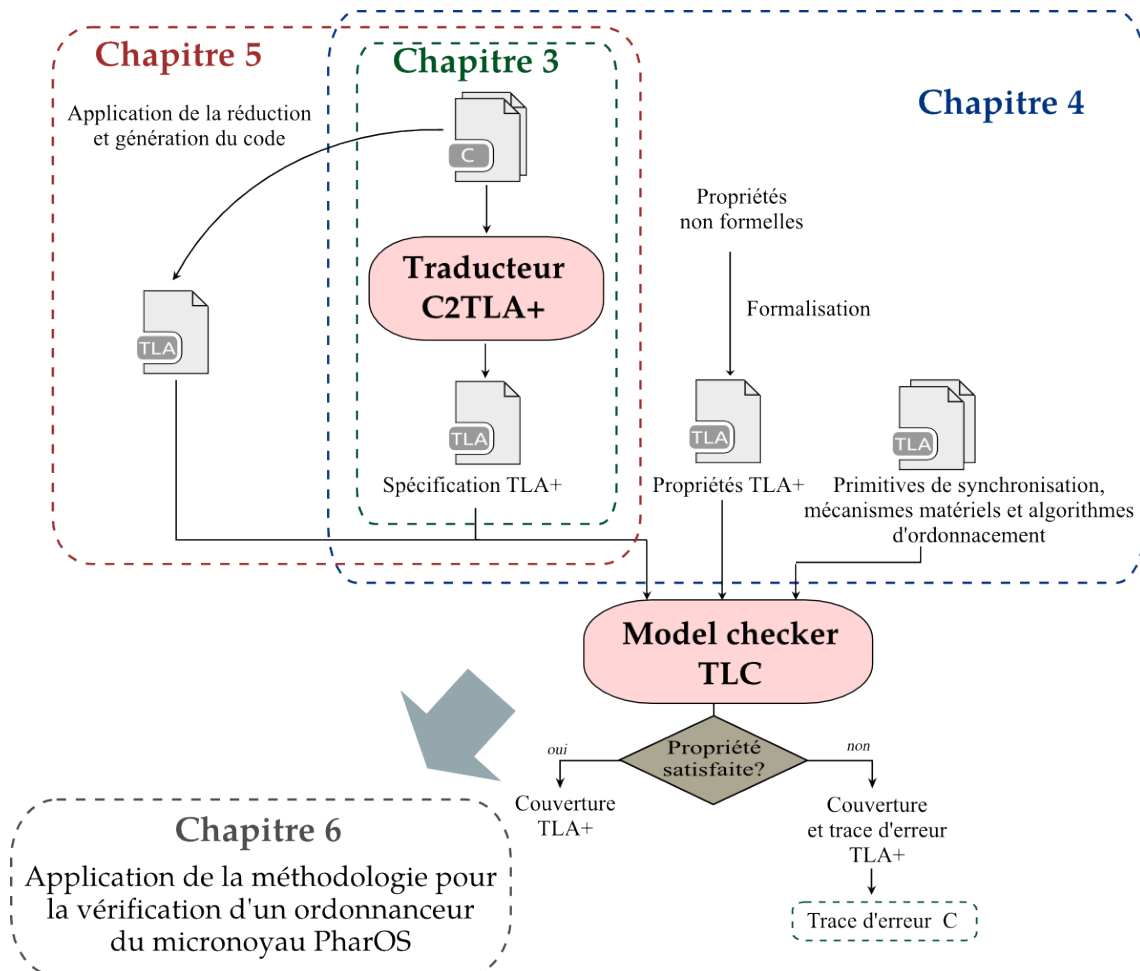 Chapitre 5
Chapitre 3
Chapitre 4
Application de la réduction
et génération du code
C
Propriétés
non formelles
Traducteur
C2TLA+
Formalisation
TLA
TLA
TLA
TLA
Spécification TLA+
Propriétés TLA+
Primitives de synchronisation,
mécanismes matériels et algorithmes
d'ordonnacement
Model checker
TLC
Propriété
satisfaite?
oui
non
Couverture
TLA+
Couverture
et trace d'erreur
TLA+
Trace d'erreur C
Chapitre 6
Application de la méthodologie pour
la vérification d'un ordonnanceur
du micronoyau PharOS